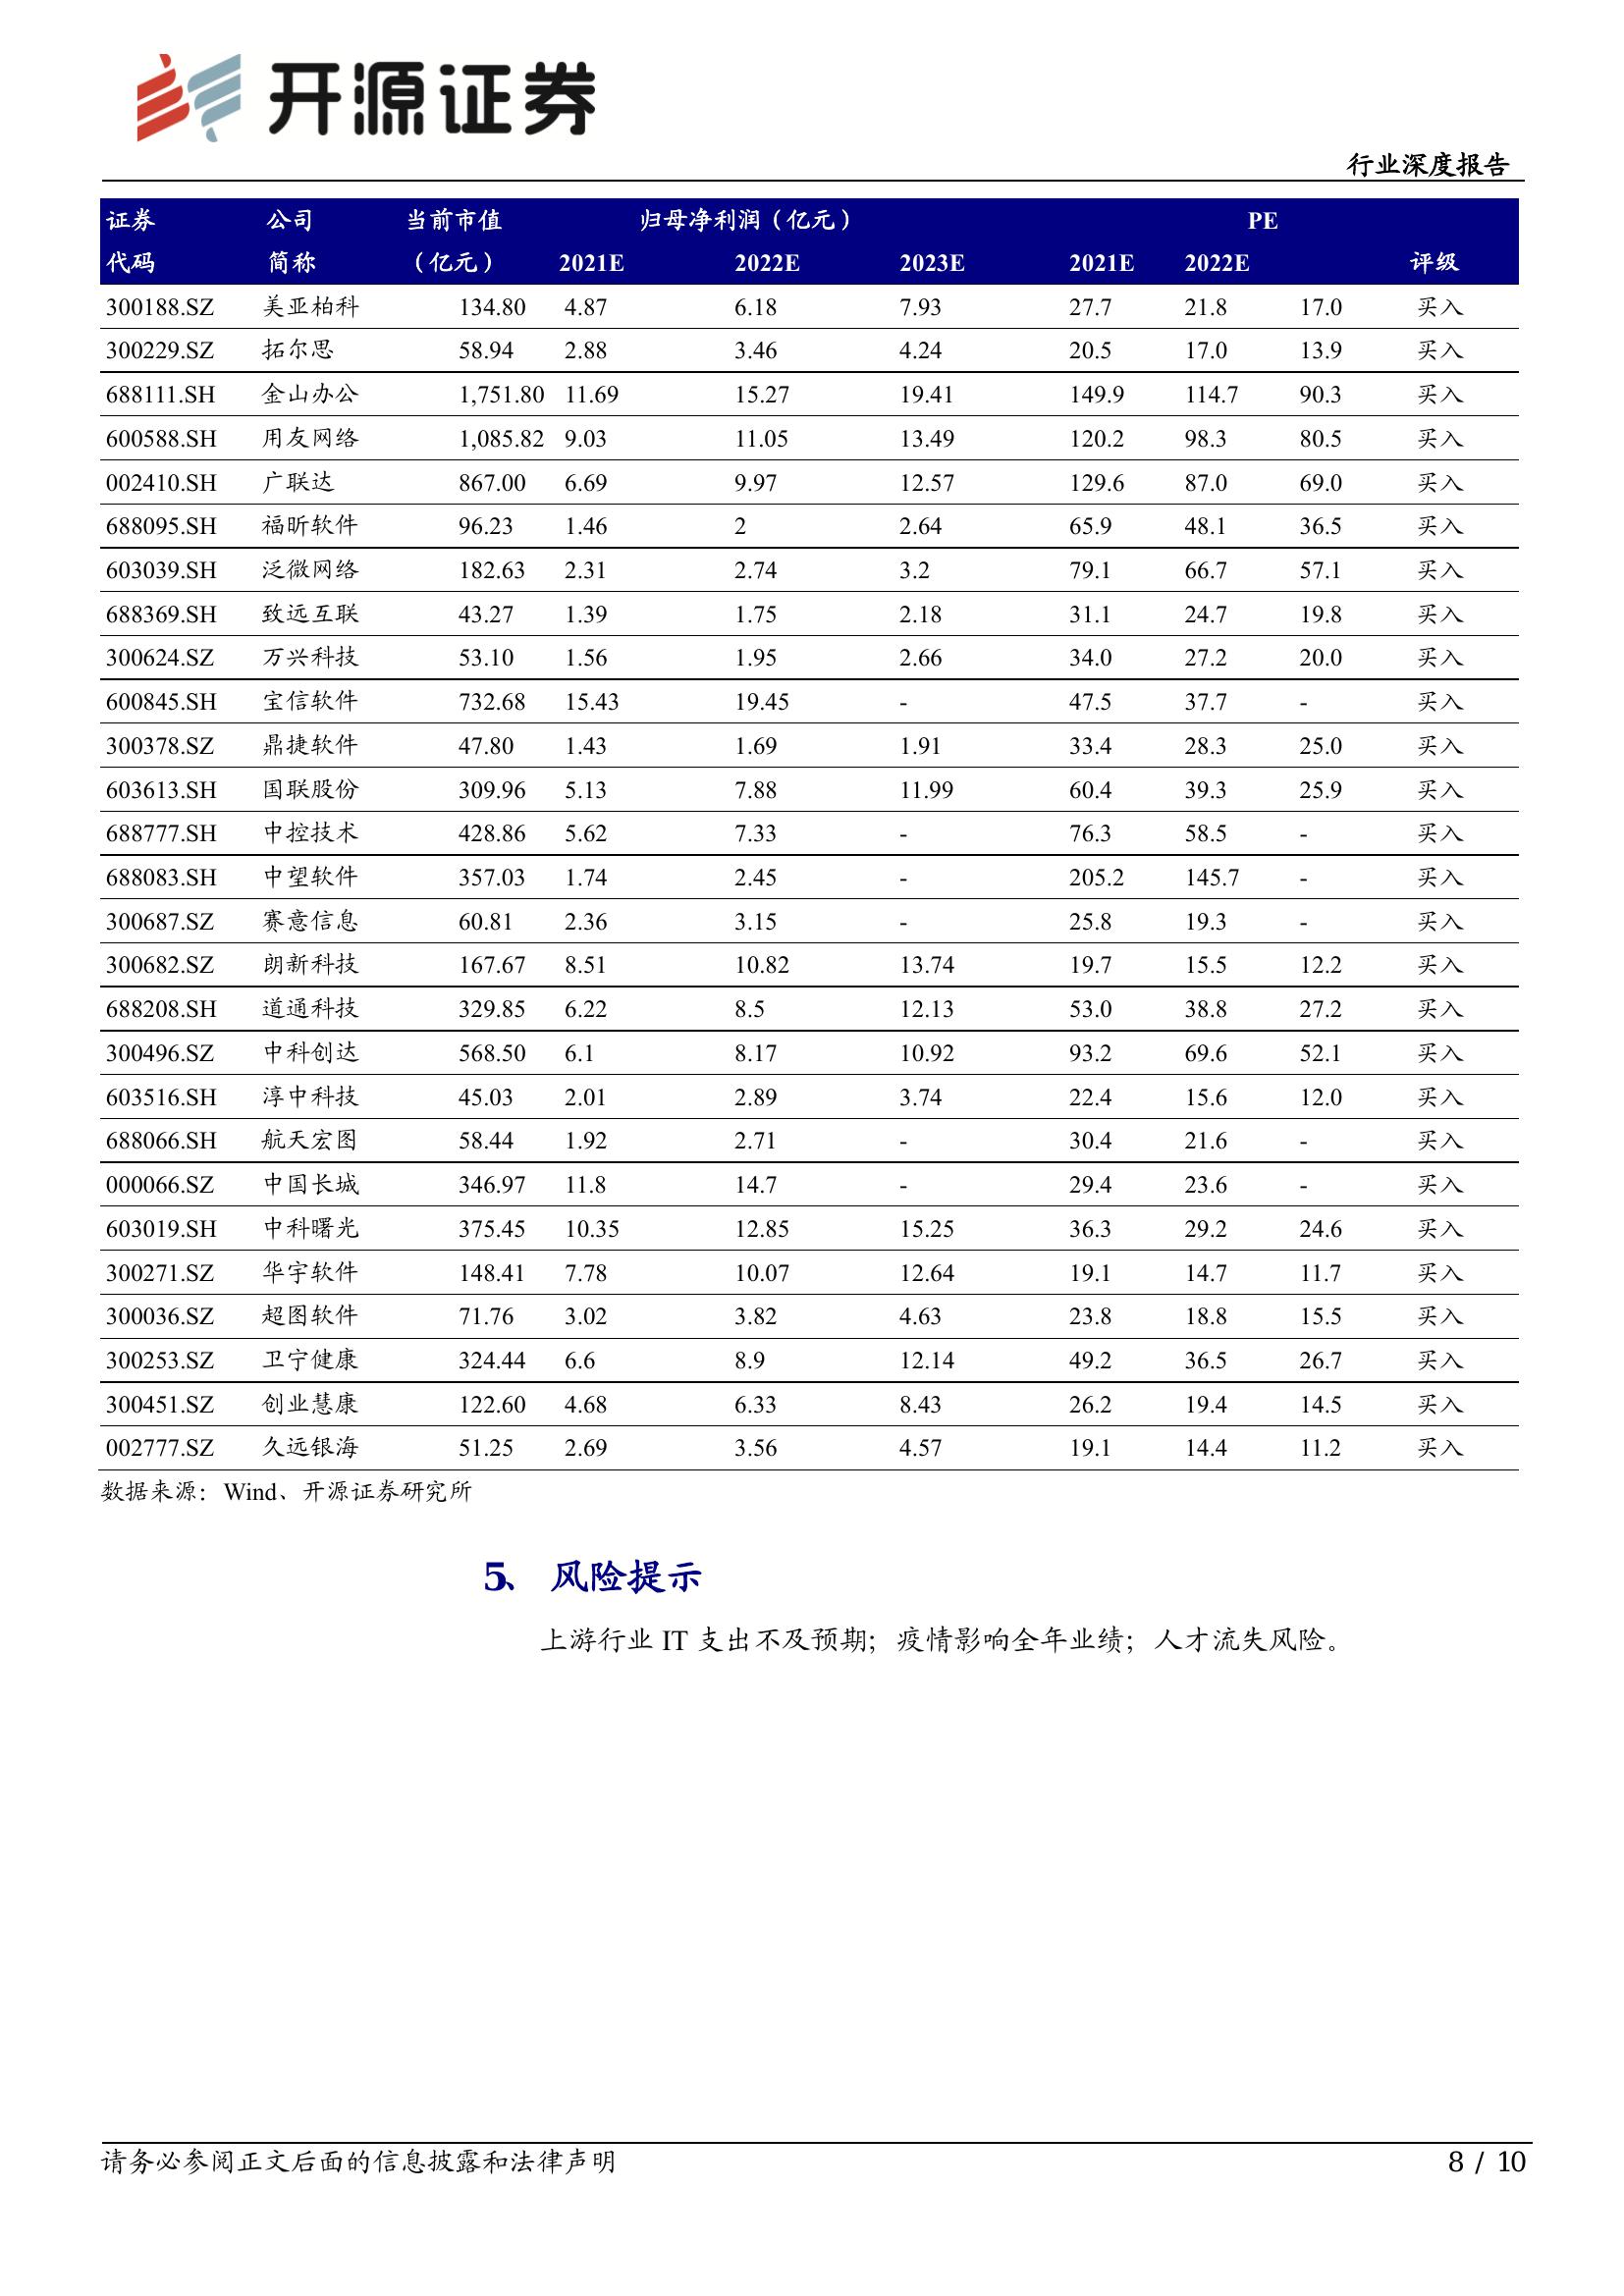 开源证券
行业深度报告
证券 公司 当前市值 归母净利润（亿元） PE
代码 简称 （亿元） 2021E 2022E 2023E 2021E 2022E 评级
300188.SZ 美亚柏科 134.80 4.87 6.18 7.93 27.7 21.8 17.0 买入
300229.SZ 拓尔思 58.94 2.88 3.46 4.24 20.5 17.0 13.9 买入
688111.SH 金山办公 1,751.80 11.69 15.27 19.41 149.9 114.7 90.3 买入
600588.SH 用友网络 1,085.82 9.03 11.05 13.49 120.2 98.3 80.5 买入
002410.SH 广联达 867.00 6.69 9.97 12.57 129.6 87.0 69.0 买入
688095.SH 福昕软件 96.23 1.46 2 2.64 65.9 48.1 36.5 买入
603039.SH 泛微网络 182.63 2.31 2.74 3.2 79.1 66.7 57.1 买入
688369.SH 致远互联 43.27 1.39 1.75 2.18 31.1 24.7 19.8 买入
300624.SZ 万兴科技 53.10 1.56 1.95 2.66 34.0 27.2 20.0 买入
600845.SH 宝信软件 732.68 15.43 19.45 - 47.5 37.7 - 买入
300378.SZ 鼎捷软件 47.80 1.43 1.69 1.91 33.4 28.3 25.0 买入
603613.SH 国联股份 309.96 5.13 7.88 11.99 60.4 39.3 25.9 买入
688777.SH 中控技术 428.86 5.62 7.33 - 76.3 58.5 - 买入
688083.SH 中望软件 357.03 1.74 2.45 - 205.2 145.7 - 买入
300687.SZ 赛意信息 60.81 2.36 3.15 - 25.8 19.3 - 买入
300682.SZ 朗新科技 167.67 8.51 10.82 13.74 19.7 15.5 12.2 买入
688208.SH 道通科技 329.85 6.22 8.5 12.13 53.0 38.8 27.2 买入
300496.SZ 中科创达 568.50 6.1 8.17 10.92 93.2 69.6 52.1 买入
603516.SH 淳中科技 45.03 2.01 2.89 3.74 22.4 15.6 12.0 买入
688066.SH 航天宏图 58.44 1.92 2.71 - 30.4 21.6 - 买入
000066.SZ 中国长城 346.97 11.8 14.7 - 29.4 23.6 - 买入
603019.SH 中科曙光 375.45 10.35 12.85 15.25 36.3 29.2 24.6 买入
300271.SZ 华宇软件 148.41 7.78 10.07 12.64 19.1 14.7 11.7 买入
300036.SZ 超图软件 71.76 3.02 3.82 4.63 23.8 18.8 15.5 买入
300253.SZ 卫宁健康 324.44 6.6 8.9 12.14 49.2 36.5 26.7 买入
300451.SZ 创业慧康 122.60 4.68 6.33 8.43 26.2 19.4 14.5 买入
002777.SZ 久远银海 51.25 2.69 3.56 4.57 19.1 14.4 11.2 买入
数据来源：Wind、开源证券研究所
5、 风险提示
上游行业 IT 支出不及预期；疫情影响全年业绩；人才流失风险。
请务必参阅正文后面的信息披露和法律声明 8 / 10